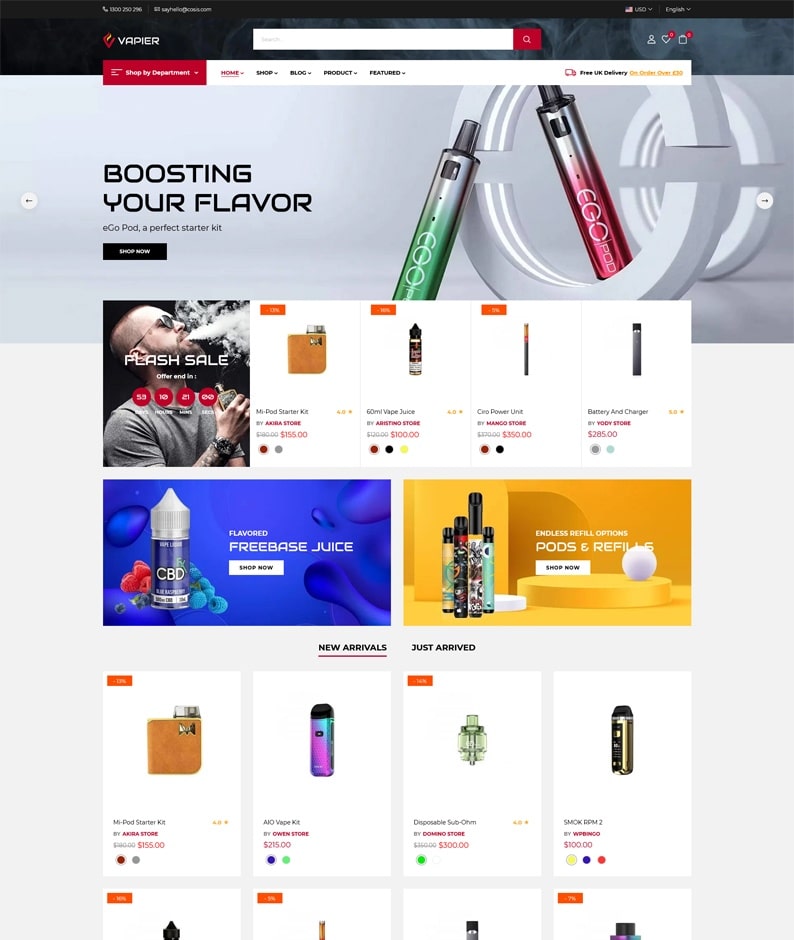 1300 250 296
sayhello@cosis.com
USD
English
VAPIER
Search...
0
0
Shop by Department
HOME
SHOP
BLOG
PRODUCT
FEATURED
Free UK Delivery On Order Over £30
BOOSTING
YOUR FLAVOR
eGo Pod, a perfect starter kit
SHOP NOW
EGO
EGO POD
FLASH SALE
Offer end in :
53 10 21 00
DAYS HOURS MINS SECS
- 13%
Mi-Pod Starter Kit 4.0
BY AKIRA STORE
$180.00 $155.00
- 16%
60ml Vape Juice 4.0
BY ARISTINO STORE
$120.00 $100.00
- 5%
Ciro Power Unit
BY MANGO STORE
$370.00 $350.00
Battery And Charger 5.0
BY YODY STORE
$285.00
VAPE LIQUID
CBD
BLUE RASPBERRY
FLAVORED
FREEBASE JUICE
SHOP NOW
ENDLESS REFILL OPTIONS
PODS & REFILLS
SHOP NOW
NEW ARRIVALS
JUST ARRIVED
- 13%
Mi-Pod Starter Kit 4.0
BY AKIRA STORE
$180.00 $155.00
AIO Vape Kit
BY OWEN STORE
$215.00
- 14%
Disposable Sub-Ohm 4.0
BY DOMINO STORE
$350.00 $300.00
SMOK RPM 2
BY WPBINGO
$100.00
- 16%
- 5%
- 7%